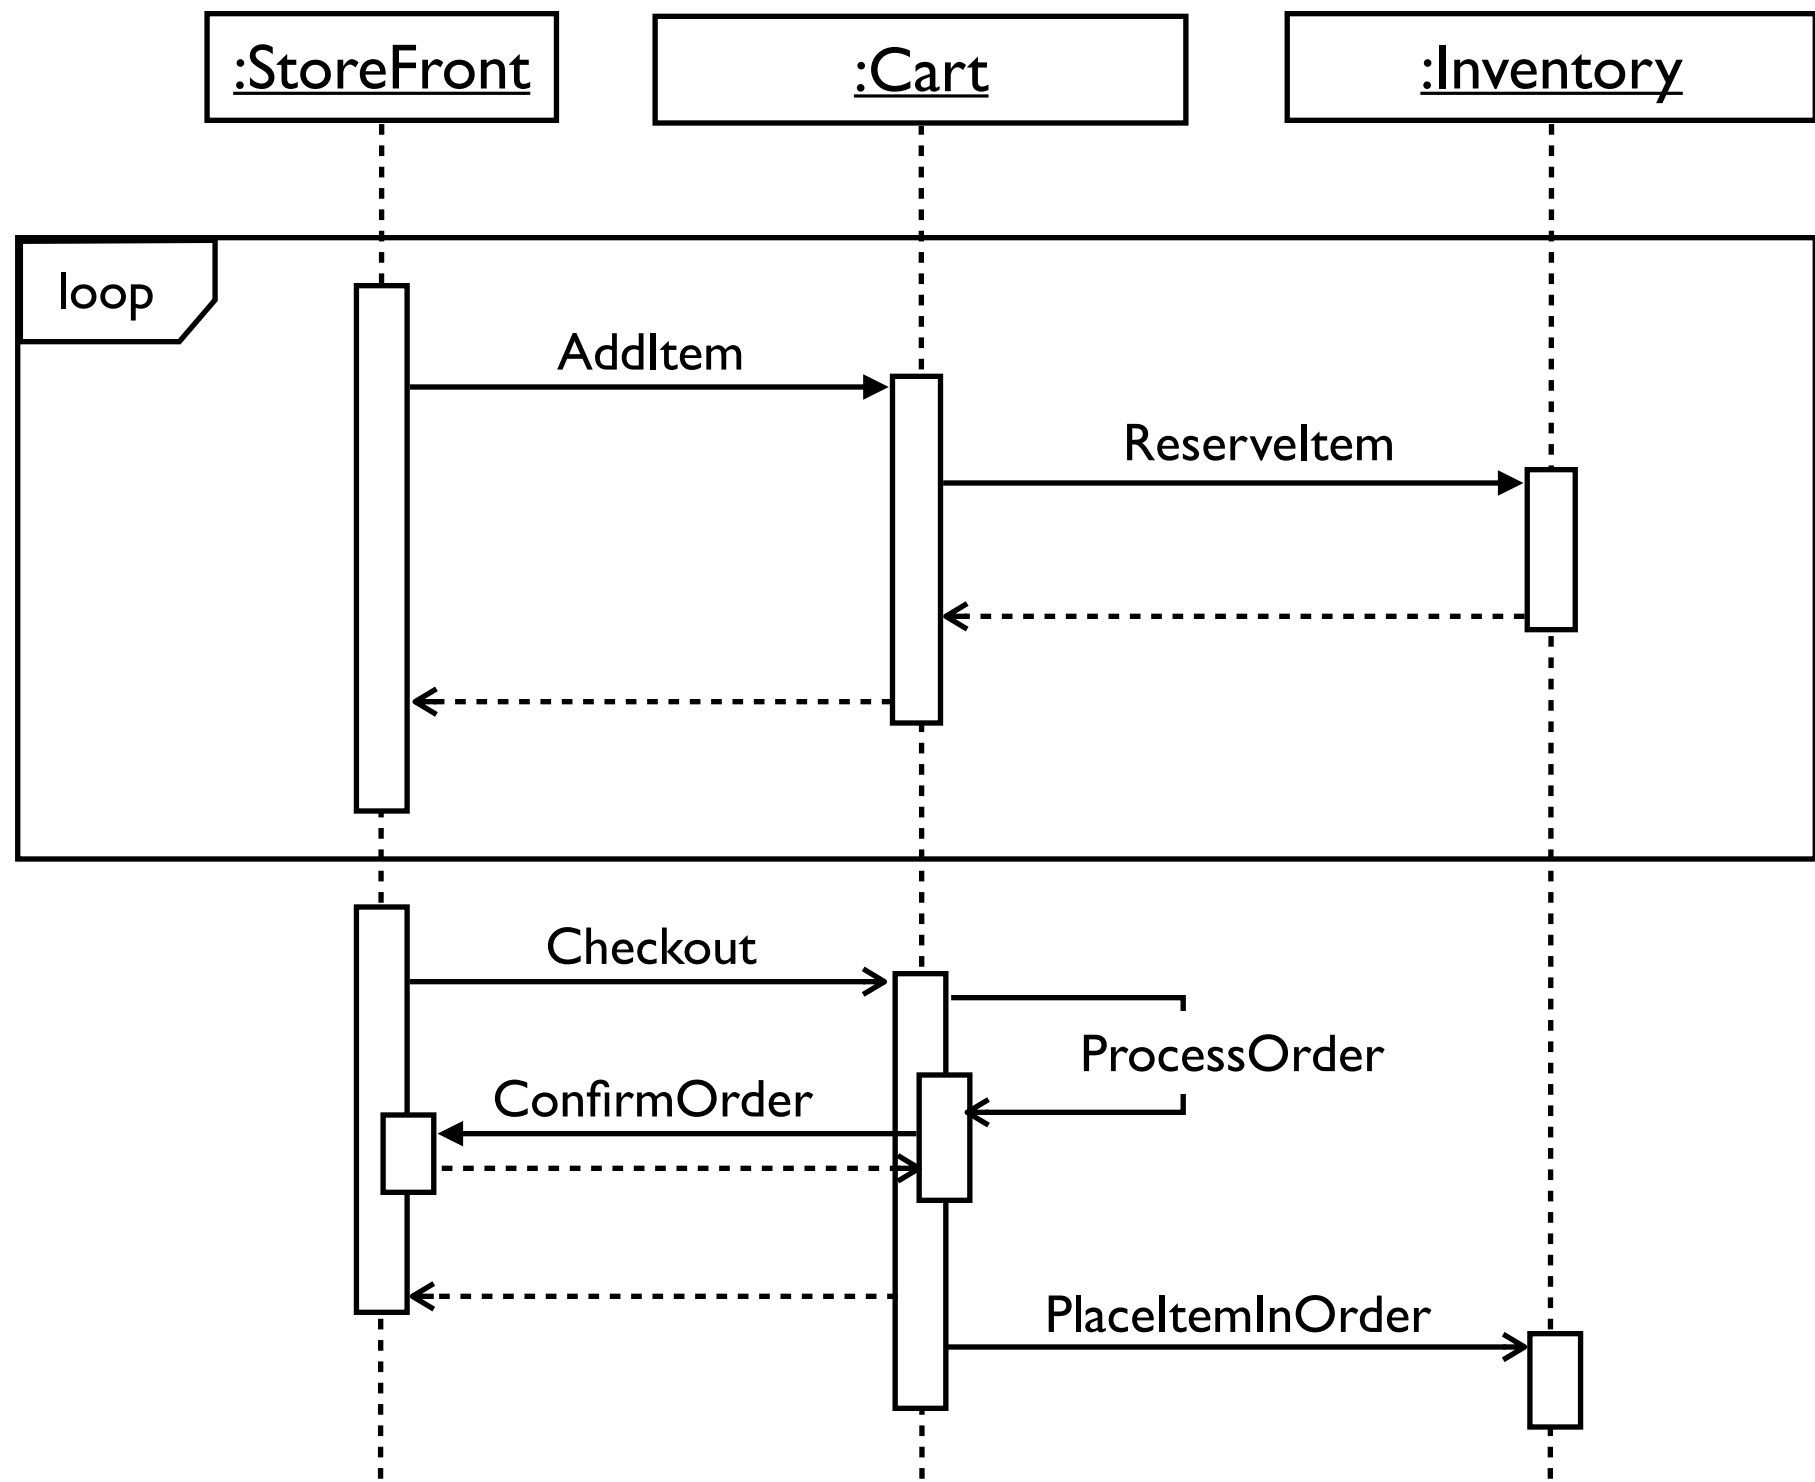 :StoreFront
:Cart
:Inventory
loop
AddItem
ReserveItem
Checkout
ProcessOrder
ConfirmOrder
PlaceItemInOrder